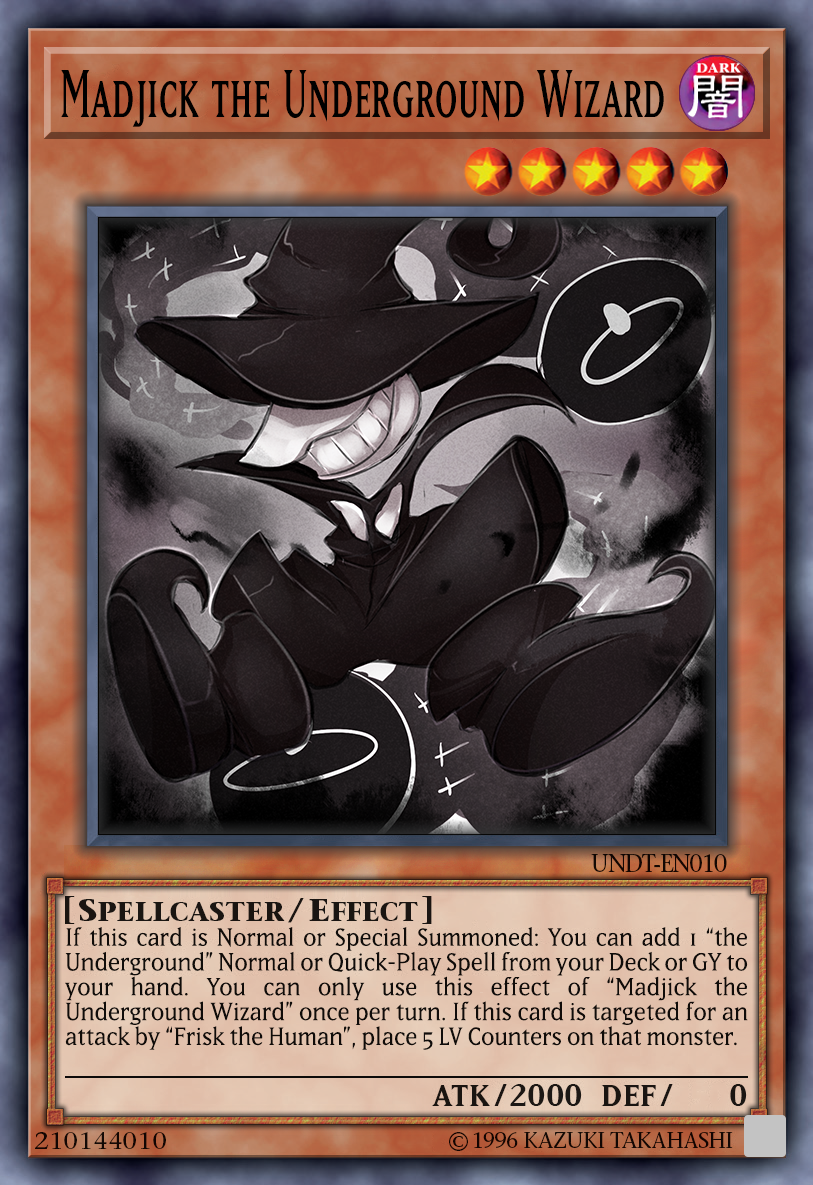 Madjick the Underground Wizard
DARK
闇
UNDT-EN010
[Spellcaster/Effect]
If this card is Normal or Special Summoned: You can add 1 “the
Underground” Normal or Quick-Play Spell from your Deck or GY to
your hand. You can only use this effect of “Madjick the
Underground Wizard” once per turn. If this card is targeted for an
attack by “Frisk the Human”, place 5 LV Counters on that monster.
ATK/2000 DEF/ 0
210144010
© 1996 KAZUKI TAKAHASHI